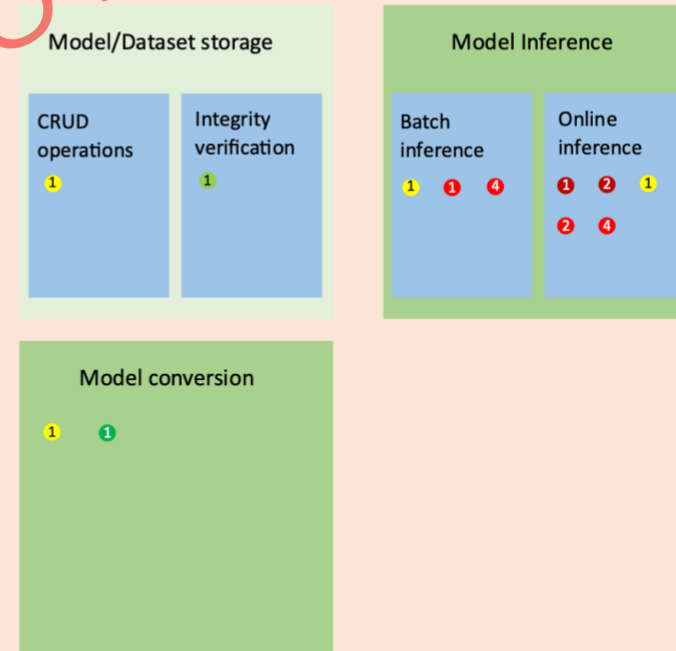 Model/Dataset storage
CRUD
operations
1
Integrity
verification
1
Model Inference
Batch
inference
1 1 4
Online
inference
1 2 1
2 4
Model conversion
1 1